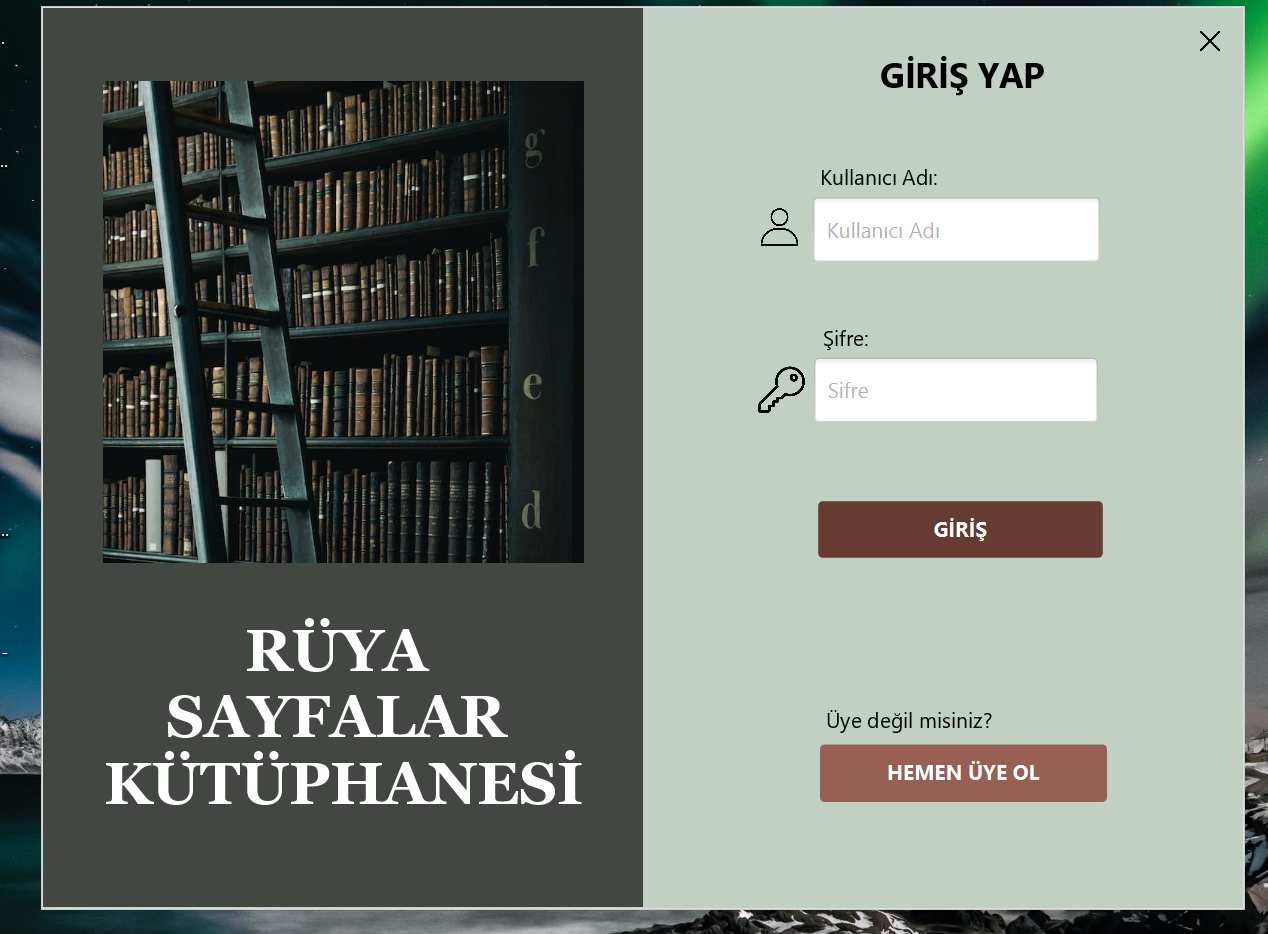 g
f
e
d
RÜYA
SAYFALAR
KÜTÜPHANESİ
GİRİŞ YAP
Kullanıcı Adı:
Kullanıcı Adı
Şifre:
Sifre
GİRİŞ
Üye değil misiniz?
HEMEN ÜYE OL